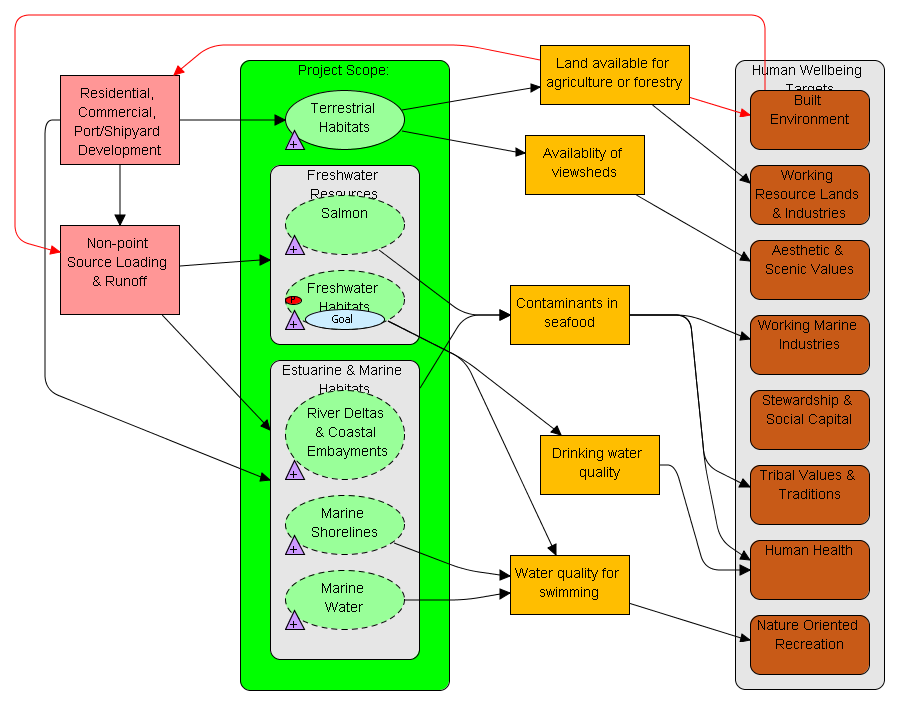 Residential,
Commercial,
Port/Shipyard
Development
Non-point
Source Loading
& Runoff
Project Scope:
Terrestrial
Habitats
+
Freshwater
Resources
Salmon
+
Freshwater
Habitats
Goal
+
Estuarine & Marine
Habitats
River Deltas
& Coastal
Embayments
+
Marine
Shorelines
+
Marine
Water
+
Land available for
agriculture or forestry
Availablity of
viewsheds
Contaminants in
seafood
Drinking water
quality
Water quality for
swimming
Human Wellbeing
Targets
Built
Environment
Working
Resource Lands
& Industries
Aesthetic &
Scenic Values
Working Marine
Industries
Stewardship &
Social Capital
Tribal Values &
Traditions
Human Health
Nature Oriented
Recreation